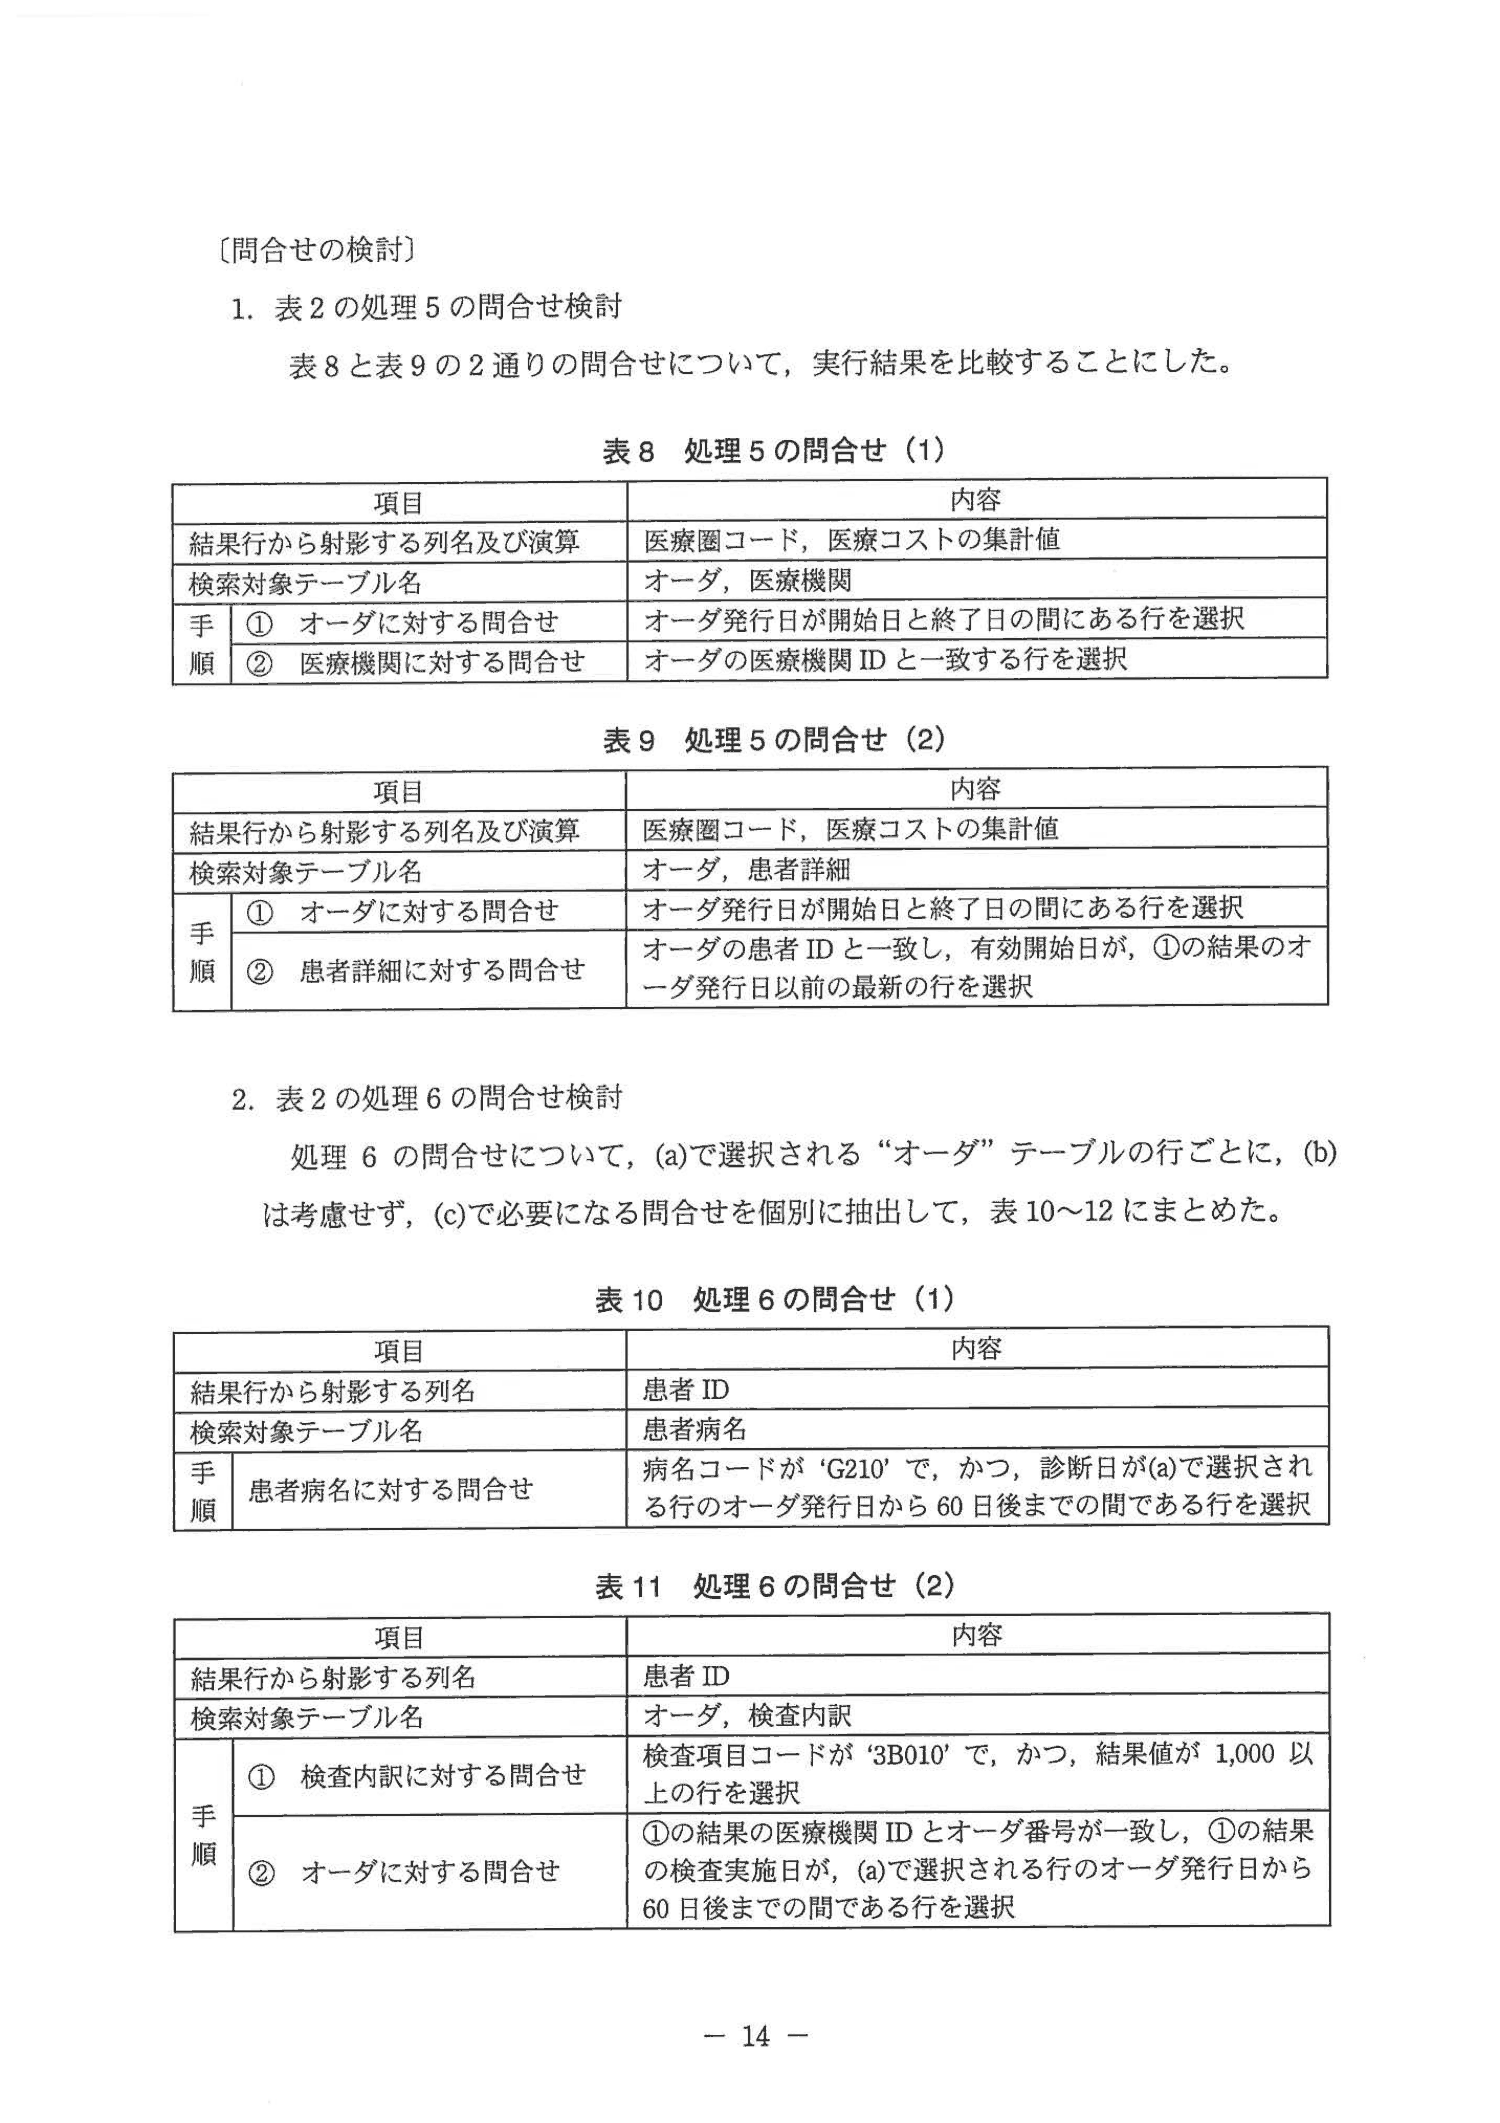 〔問合せの検討〕
1. 表2の処理5の問合せ検討
表8と表9の2通りの問合せについて，実行結果を比較することにした。
表8 処理5の問合せ（1）
項目 内容
結果行から射影する列名及び演算 医療圏コード，医療コストの集計値
検索対象テーブル名 オーダ，医療機関
手順 ① オーダに対する問合せ オーダ発行日が開始日と終了日の間にある行を選択
② 医療機関に対する問合せ オーダの医療機関 ID と一致する行を選択
表9 処理5の問合せ（2）
項目 内容
結果行から射影する列名及び演算 医療圏コード，医療コストの集計値
検索対象テーブル名 オーダ，患者詳細
手順 ① オーダに対する問合せ オーダ発行日が開始日と終了日の間にある行を選択
② 患者詳細に対する問合せ オーダの患者 ID と一致し，有効開始日が，①の結果のオ
ーダ発行日以前の最新の行を選択
2. 表2の処理6の問合せ検討
処理 6 の問合せについて，(a)で選択される“オーダ”テーブルの行ごとに，(b)
は考慮せず，(c)で必要になる問合せを個別に抽出して，表 10～12 にまとめた。
表10 処理6の問合せ（1）
項目 内容
結果行から射影する列名 患者 ID
検索対象テーブル名 患者病名
手順 患者病名に対する問合せ 病名コードが ‘G210’ で，かつ，診断日が(a)で選択され
る行のオーダ発行日から 60 日後までの間である行を選択
表11 処理6の問合せ（2）
項目 内容
結果行から射影する列名 患者 ID
検索対象テーブル名 オーダ，検査内訳
手順 ① 検査内訳に対する問合せ 検査項目コードが ‘3B010’ で，かつ，結果値が 1,000 以
上の行を選択
② オーダに対する問合せ ①の結果の医療機関 ID とオーダ番号が一致し，①の結果
の検査実施日が，(a)で選択される行のオーダ発行日から
60 日後までの間である行を選択
－ 14 －